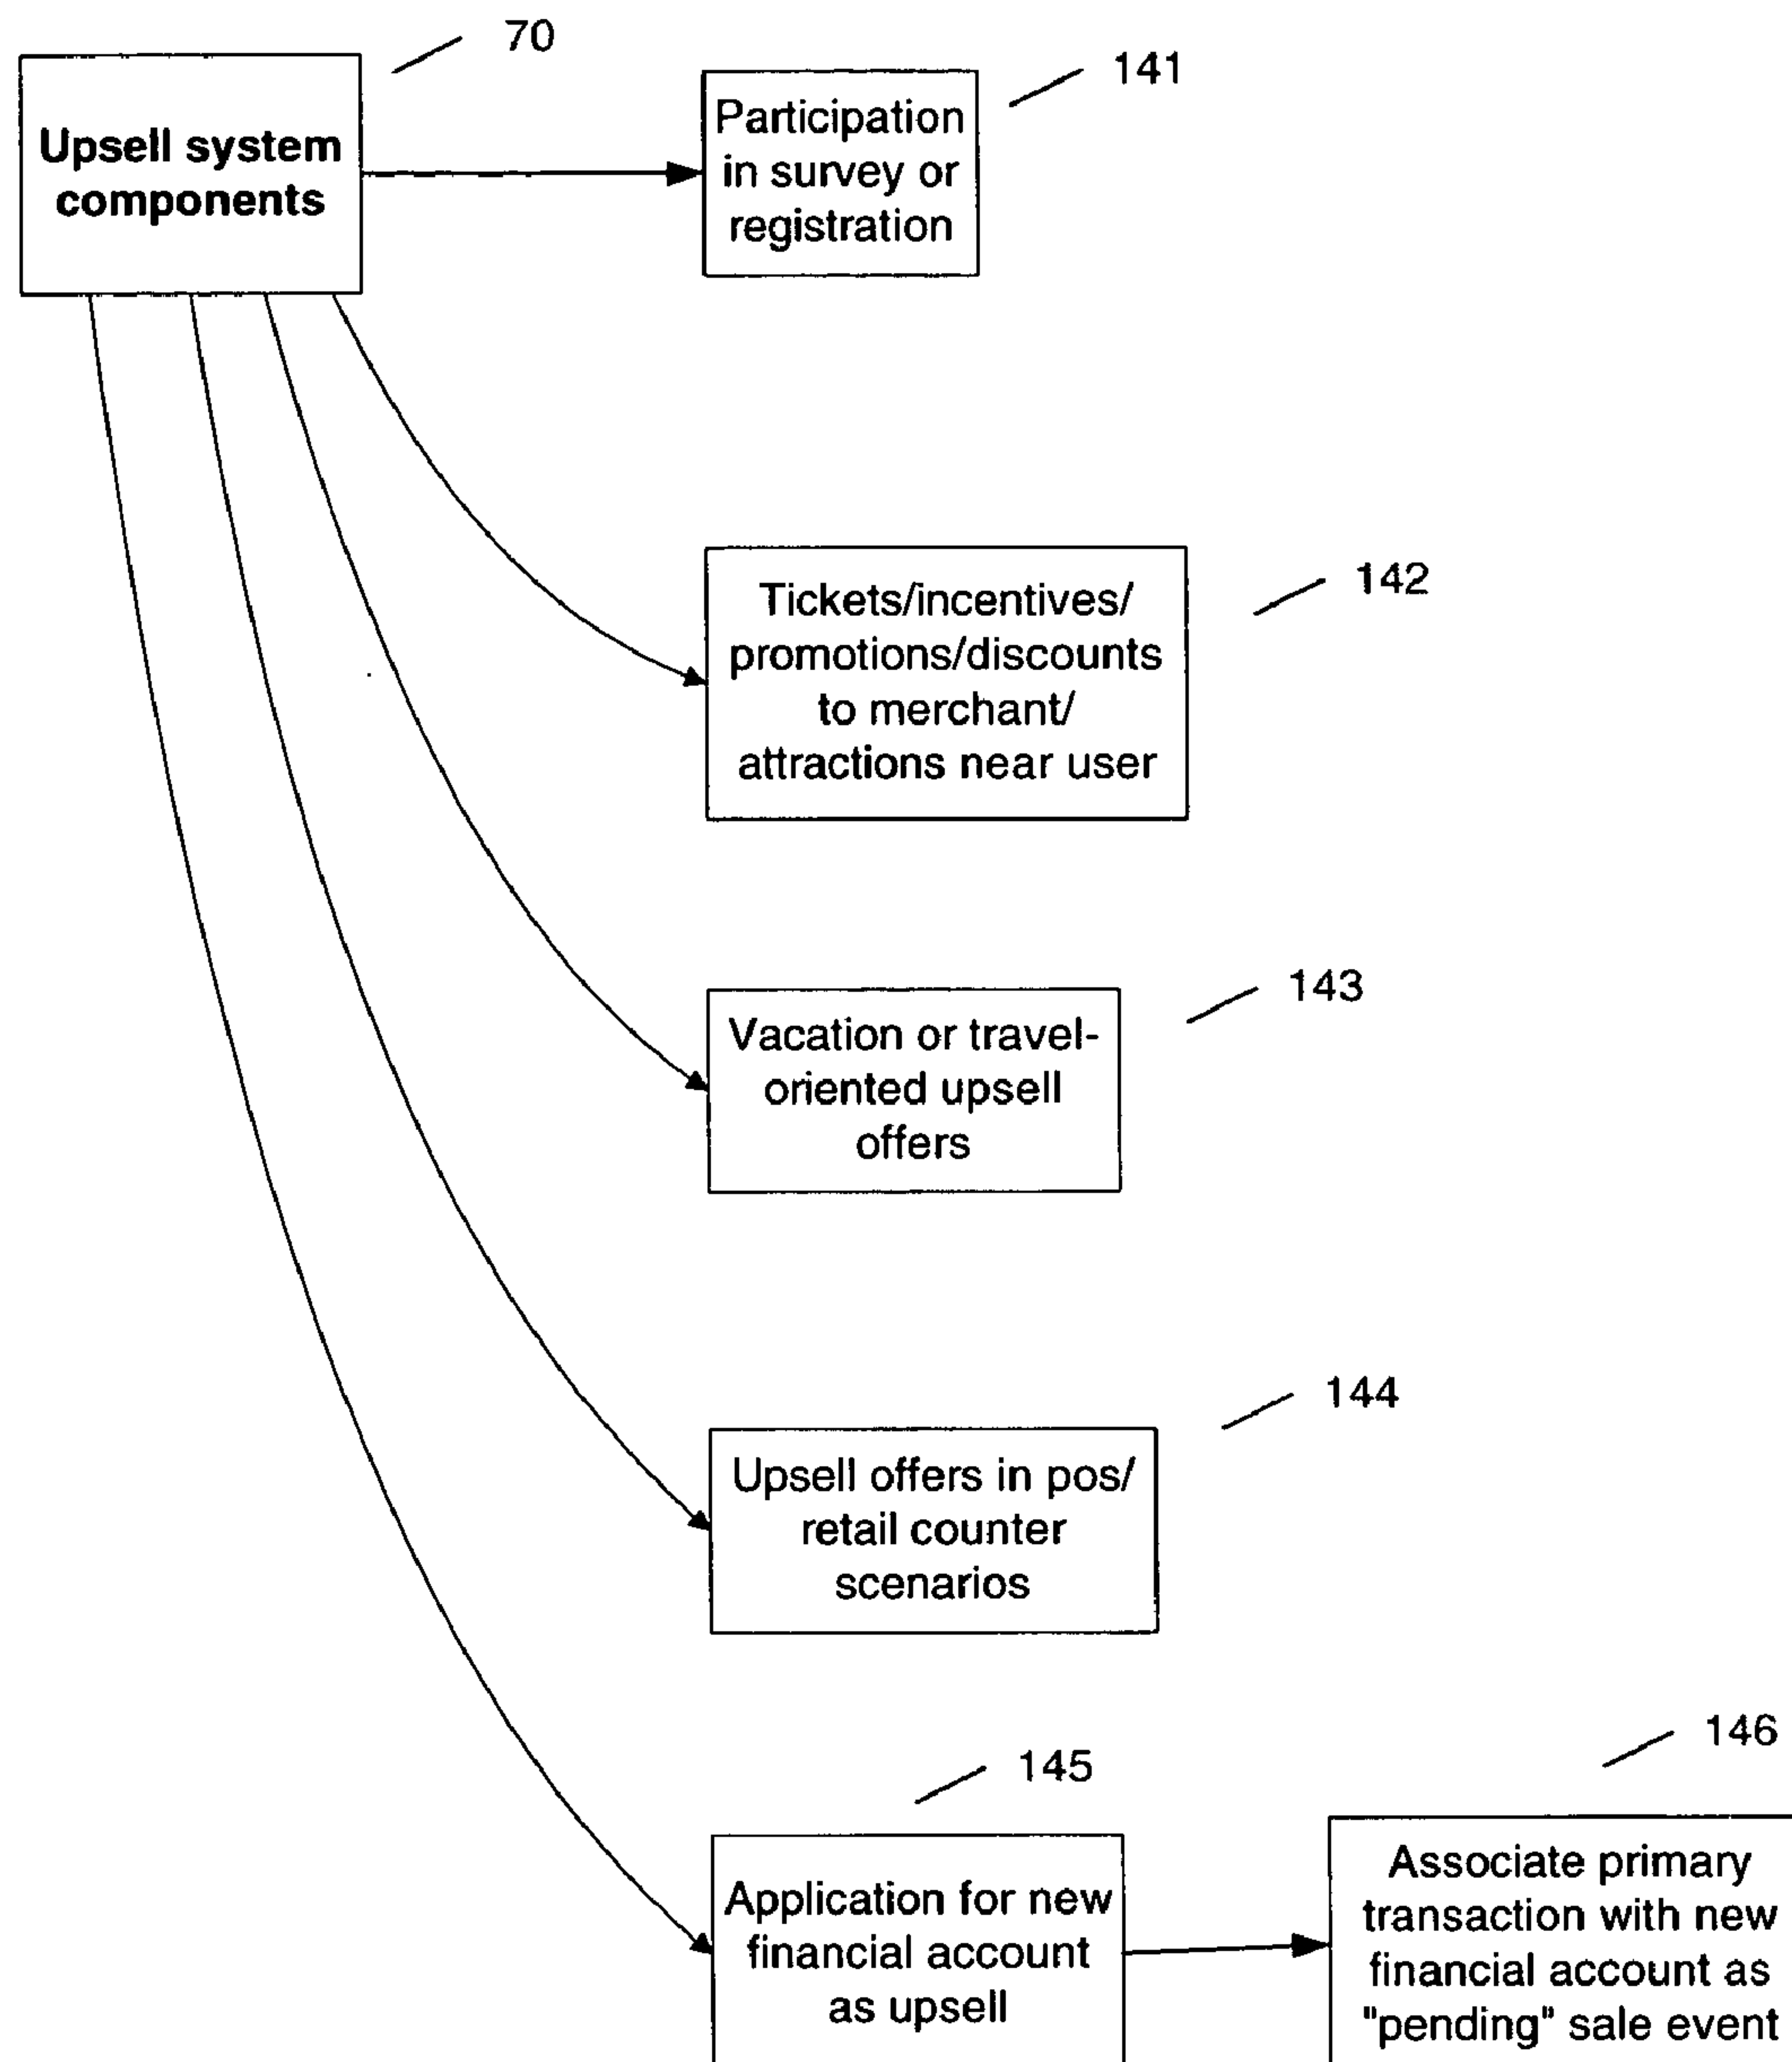 70
Upsell system
components
141
Participation
in survey or
registration
142
Tickets/incentives/
promotions/discounts
to merchant/
attractions near user
143
Vacation or travel-
oriented upsell
offers
144
Upsell offers in pos/
retail counter
scenarios
145
Application for new
financial account
as upsell
146
Associate primary
transaction with new
financial account as
"pending" sale event